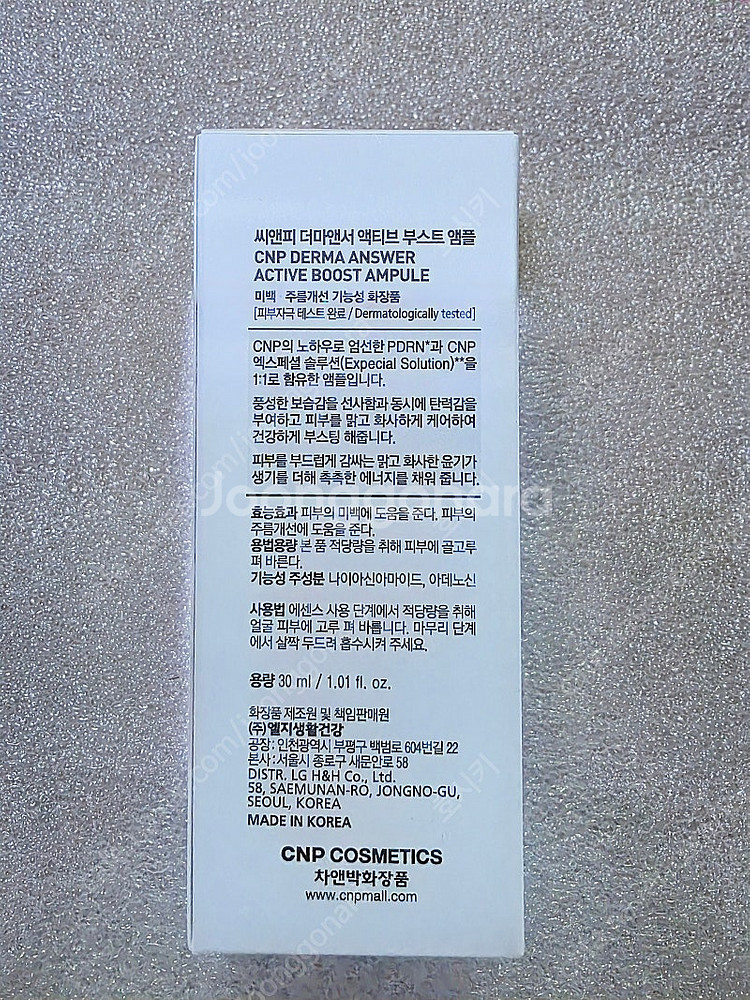 씨앤피 더마앤서 액티브 부스트 앰플
CNP DERMA ANSWER
ACTIVE BOOST AMPULE
미백 · 주름개선 기능성 화장품
[피부자극 테스트 완료 / Dermatologically tested]
CNP의 노하우로 엄선한 PDRN*과 CNP
엑스페셜 솔루션(Expecial Solution)**을
1:1로 함유한 앰플입니다.
풍성한 보습감을 선사함과 동시에 탄력감을
부여하고 피부를 맑고 화사하게 케어하여
건강하게 부스팅 해줍니다.
피부를 부드럽게 감싸는 맑고 화사한 윤기가
생기를 더해 촉촉한 에너지를 채워 줍니다.
Joonggonara
효능효과 피부의 미백에 도움을 준다. 피부의
주름개선에 도움을 준다.
용법용량 본 품 적당량을 취해 피부에 골고루
펴 바른다.
기능성 주성분 나이아신아마이드, 아데노신
사용법 에센스 사용 단계에서 적당량을 취해
얼굴 피부에 고루 펴 바릅니다. 마무리 단계
에서 살짝 두드려 흡수시켜 주세요.
용량 30 ml / 1.01 fl. oz.
화장품 제조원 및 책임판매원
(주)엘지생활건강
공장 : 인천광역시 부평구 백범로 604번길 22
본사 : 서울시 종로구 새문안로 58
DISTR. LG H&H Co., Ltd.
58, SAEMUNAN-RO, JONGNO-GU,
SEOUL, KOREA
MADE IN KOREA
CNP COSMETICS
차앤박화장품
www.cnpmall.com